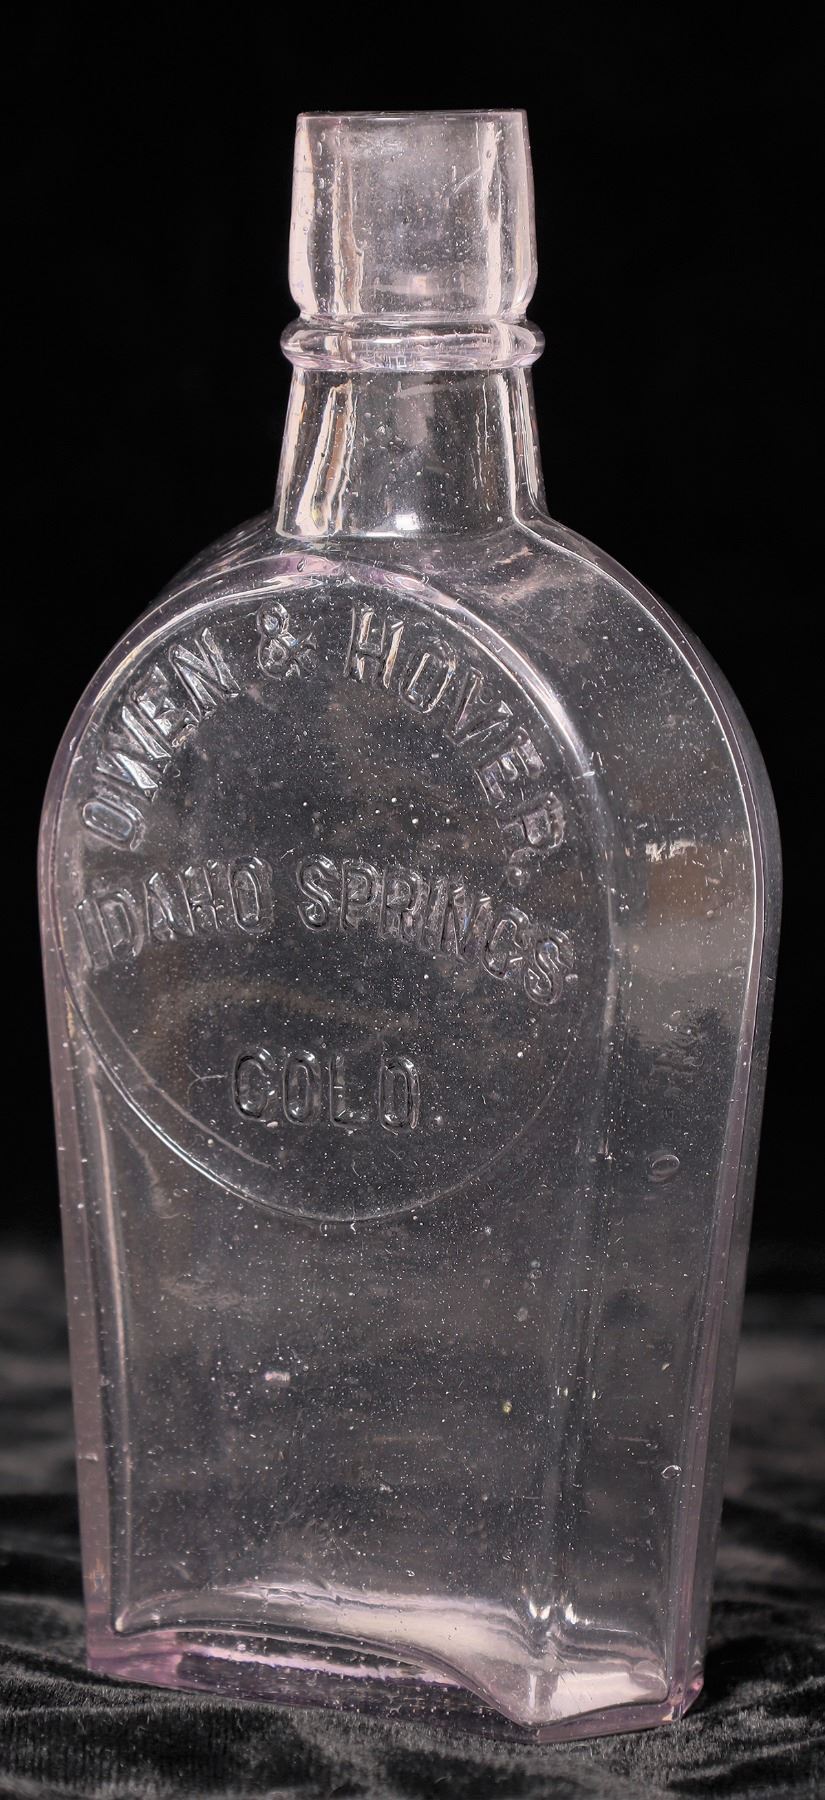 OWEN & HOVER.
IDAHO SPRINGS
COLO.